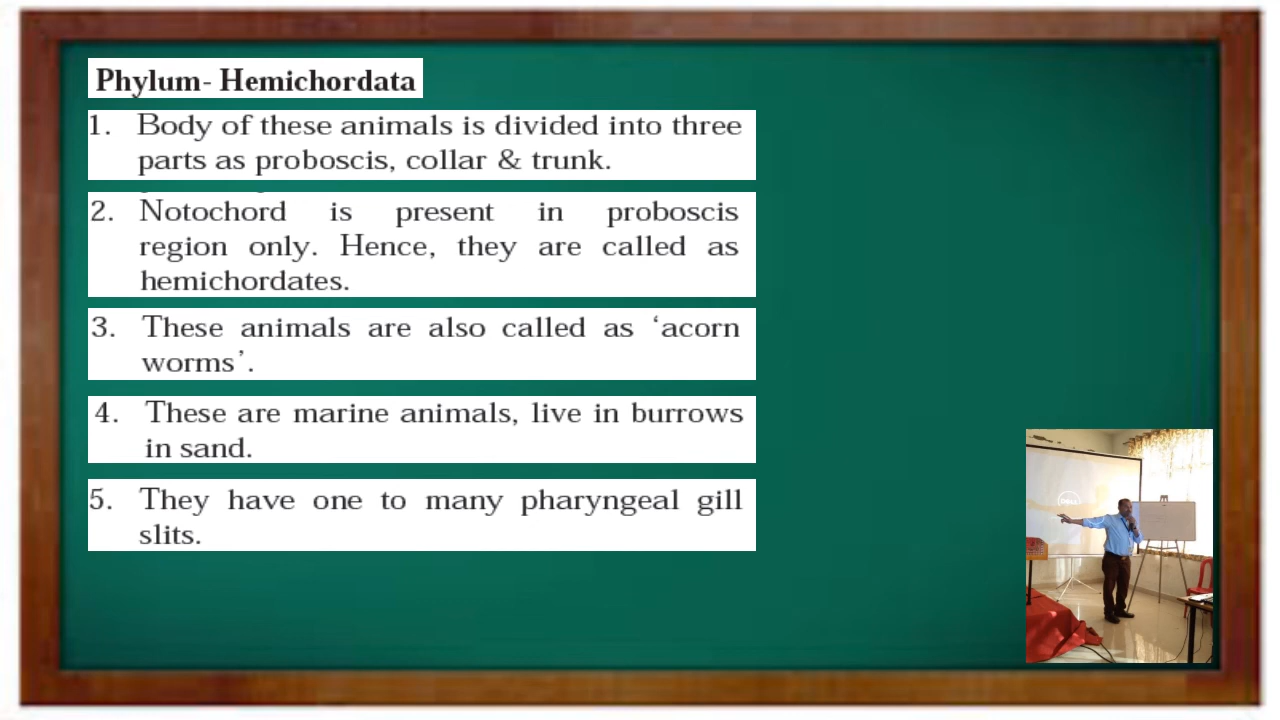 Phylum- Hemichordata
1. Body of these animals is divided into three
parts as proboscis, collar & trunk.
2. Notochord is present in proboscis
region only. Hence, they are called as
hemichordates.
3. These animals are also called as ‘acorn
worms’.
4. These are marine animals, live in burrows
in sand.
5. They have one to many pharyngeal gill
slits.
DELL